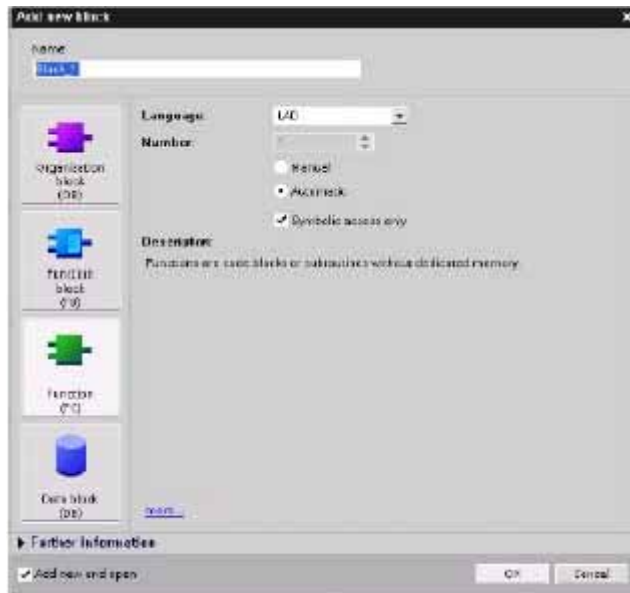 Add new block
Name
Block_1
Language:
LAD
Number:
Manual
Automatic
Symbolic access only
Description:
Functions are code blocks or subroutines without dedicated memory.
Organization
block
(OB)
Function
block
(FB)
Function
(FC)
Data block
(DB)
more...
Further information
Add new and open
OK
Cancel